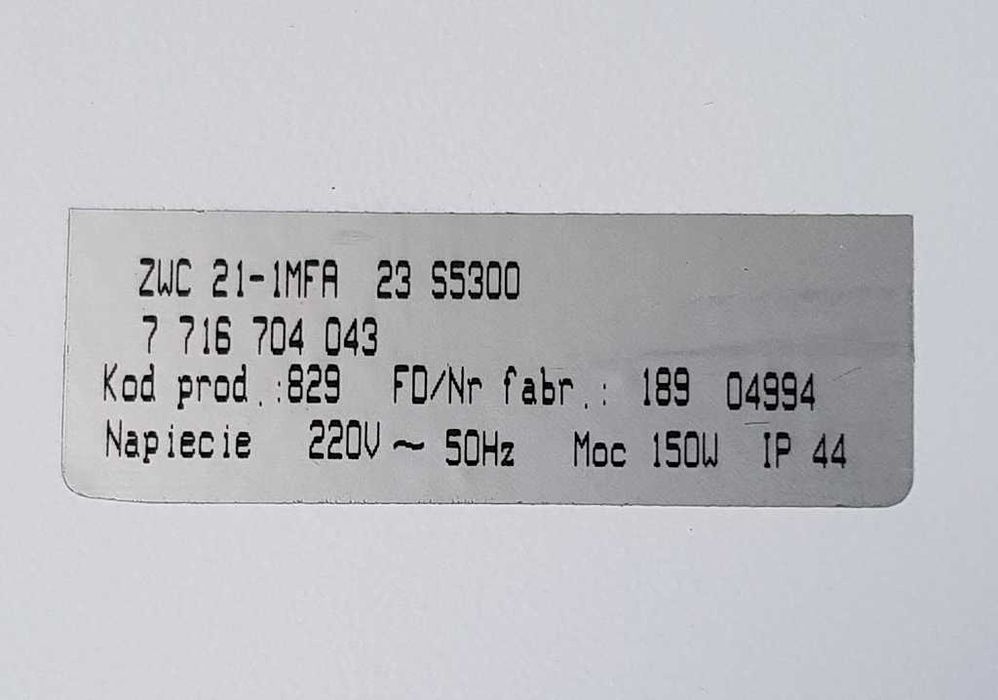 ZWC 21-1MFA 23 S5300
7 716 704 043
Kod prod.:829 FD/Nr fabr.: 189 04994
Napiecie 220V ~ 50Hz Moc 150W IP 44